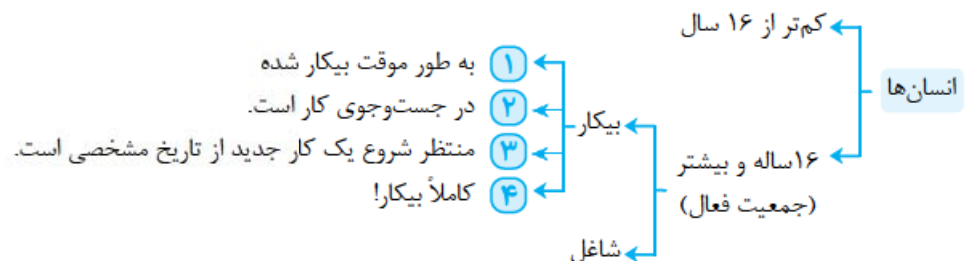 انسان‌ها
کم‌تر از ۱۶ سال
۱۶ساله و بیشتر
(جمعیت فعال)
بیکار
۱ به طور موقت بیکار شده
۲ در جست‌وجوی کار است.
۳ منتظر شروع یک کار جدید از تاریخ مشخصی است.
۴ کاملاً بیکار!
شاغل